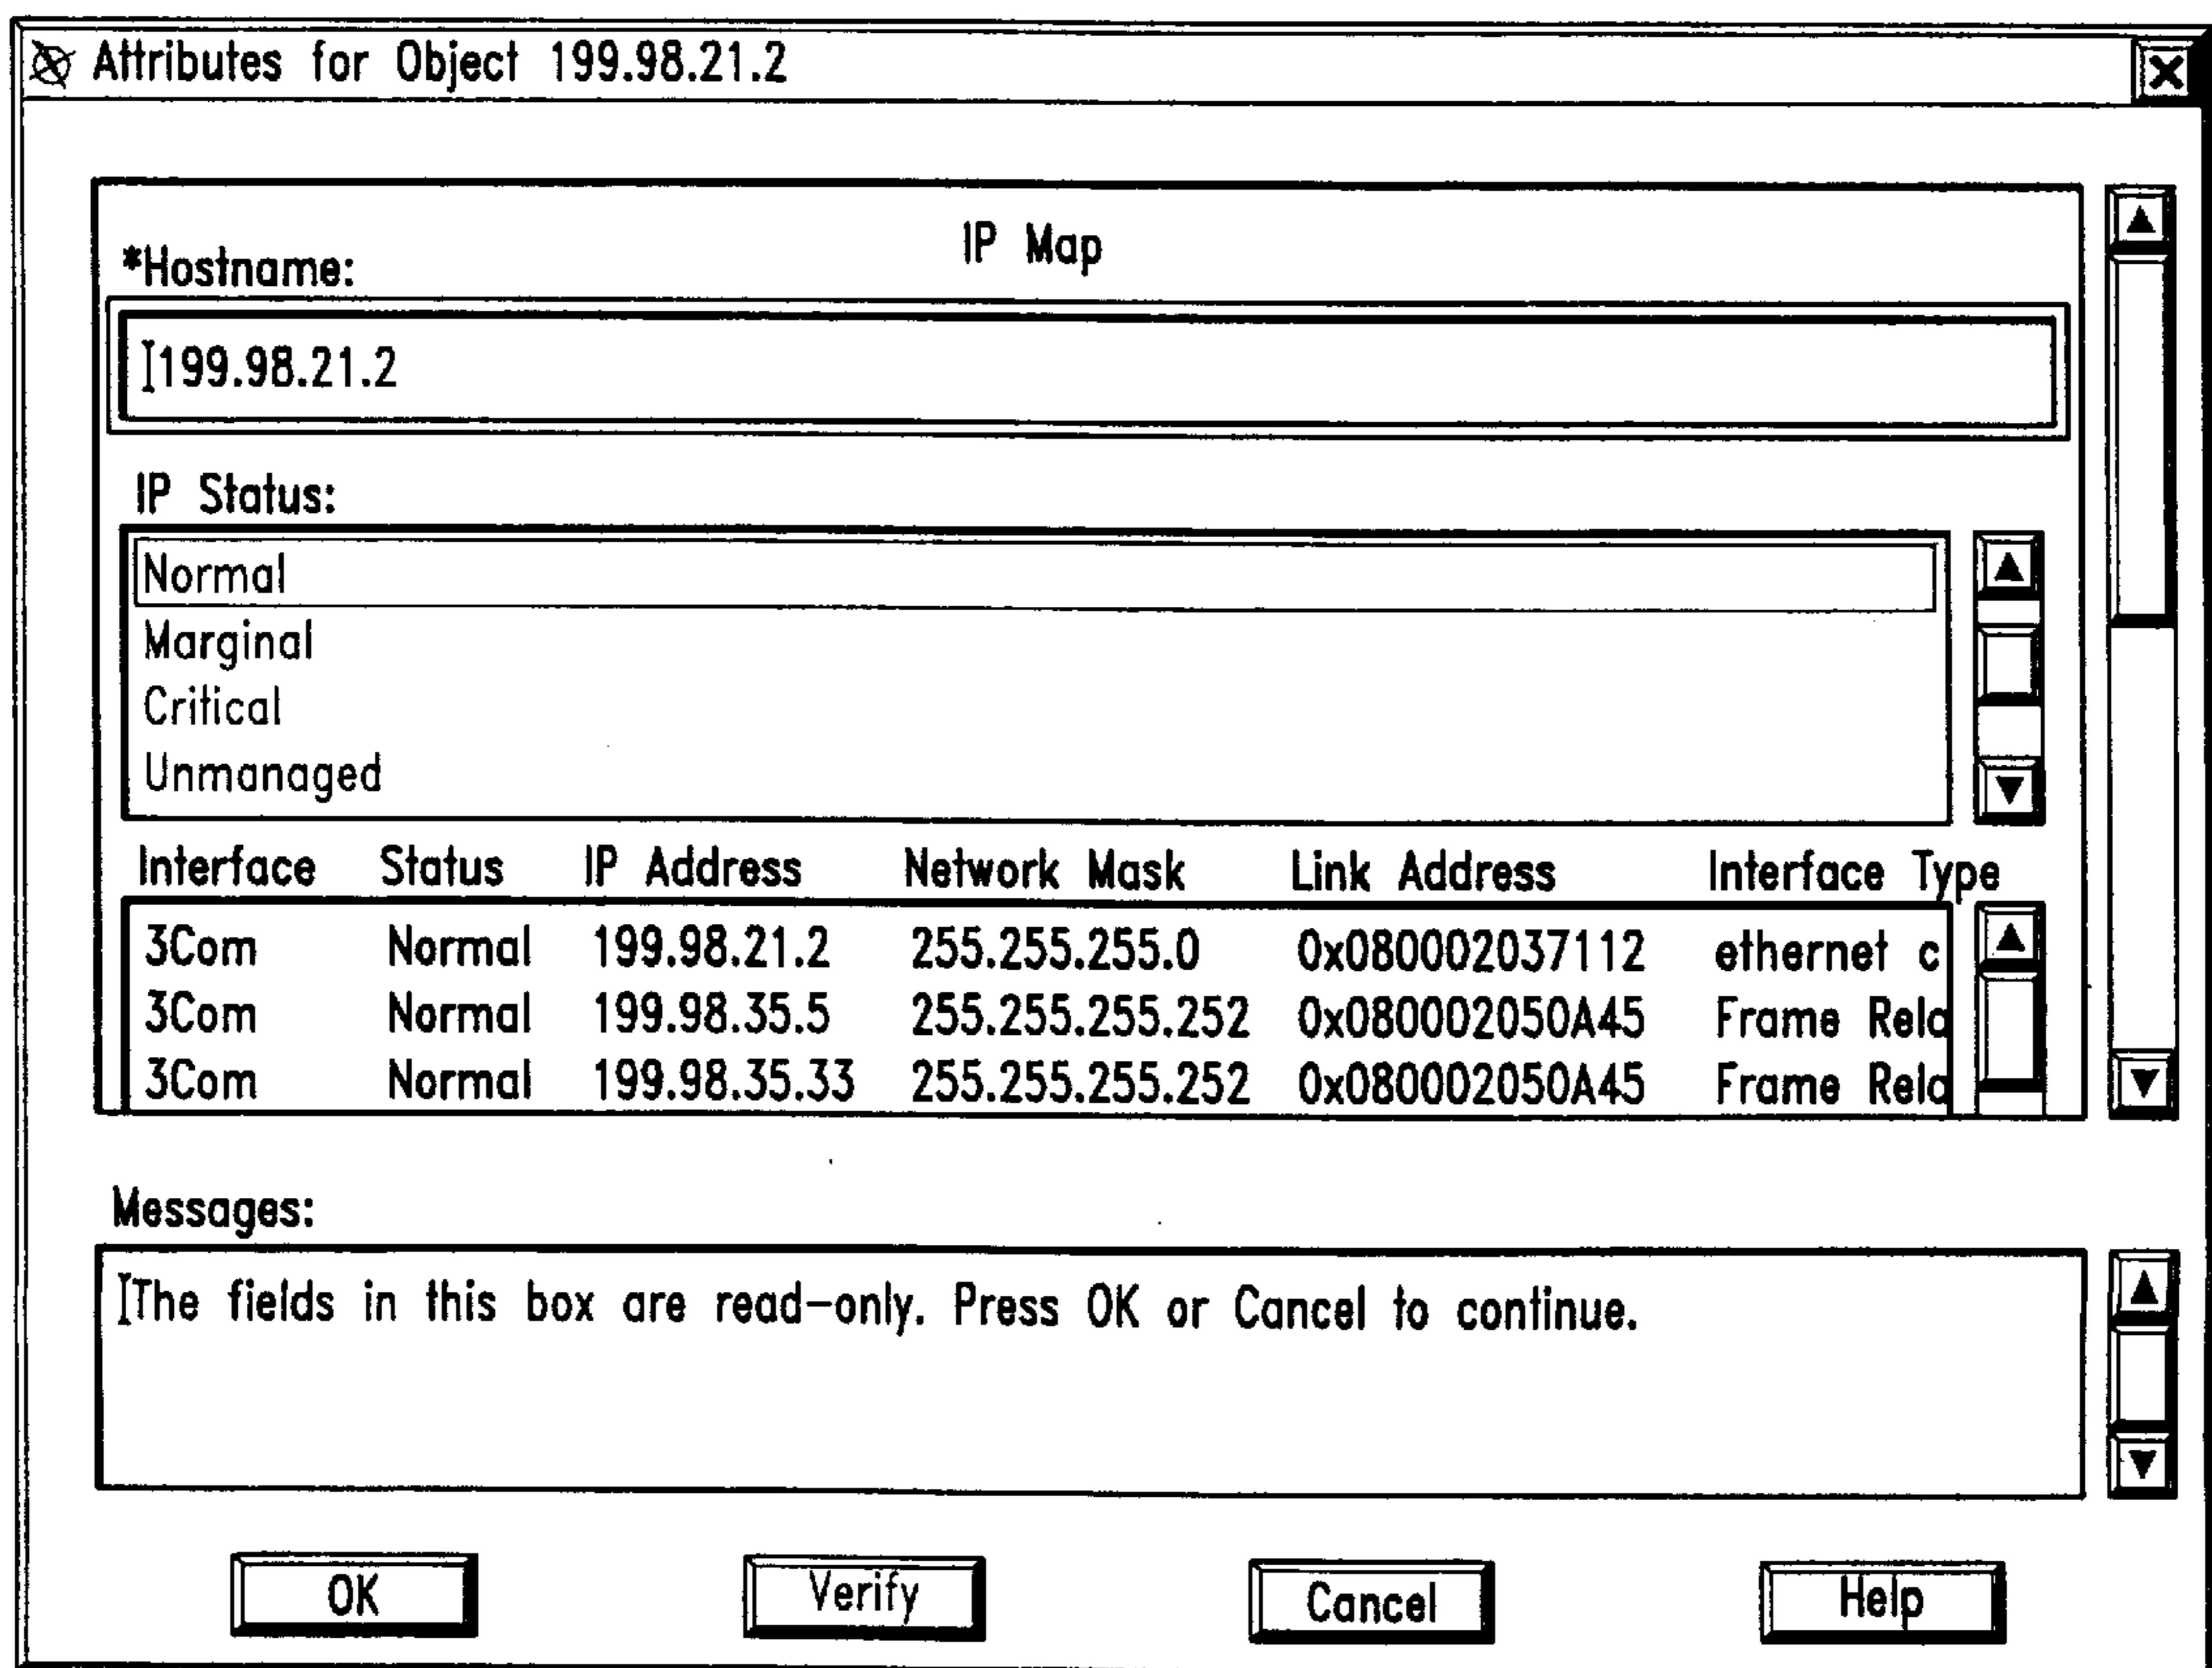 Attributes for Object 199.98.21.2
IP Map
*Hostname:
199.98.21.2
IP Status:
Normal
Marginal
Critical
Unmanaged
Interface Status IP Address Network Mask Link Address Interface Type
3Com Normal 199.98.21.2 255.255.255.0 0x080002037112 ethernet c
3Com Normal 199.98.35.5 255.255.255.252 0x080002050A45 Frame Rela
3Com Normal 199.98.35.33 255.255.255.252 0x080002050A45 Frame Rela
Messages:
The fields in this box are read-only. Press OK or Cancel to continue.
OK Verify Cancel Help